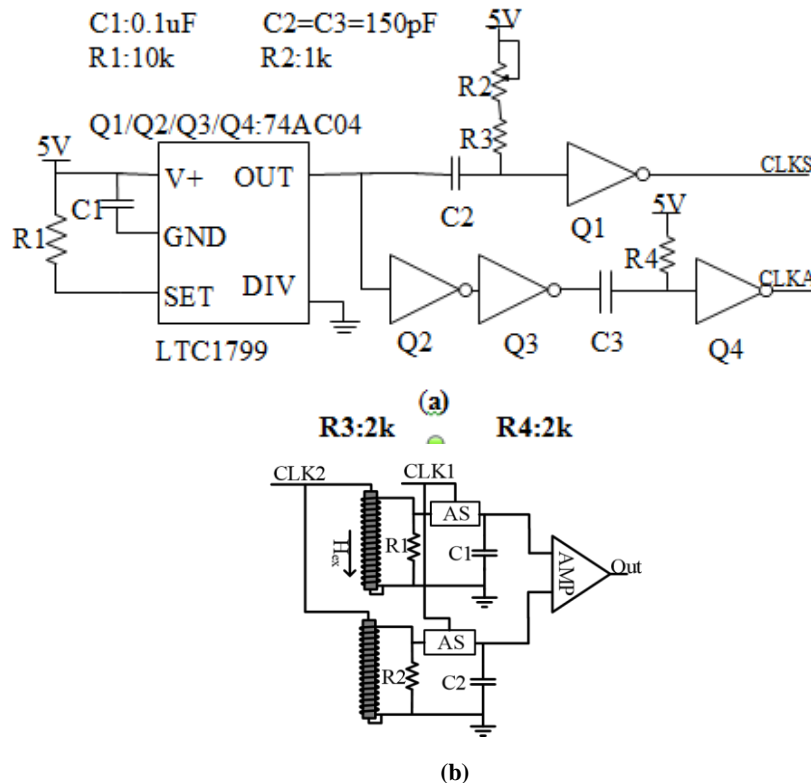 C1:0.1uF C2=C3=150pF
R1:10k R2:1k
5V
R2
R3
Q1/Q2/Q3/Q4:74AC04
5V
V+ OUT
C1
R1
GND
SET DIV
LTC1799
C2
Q1
CLKS
5V
R4
CLKA
Q2 Q3 C3 Q4
(a)
R3:2k R4:2k
CLK2 CLK1
AS
Hex
R1
C1
AMP
Out
AS
R2
C2
(b)